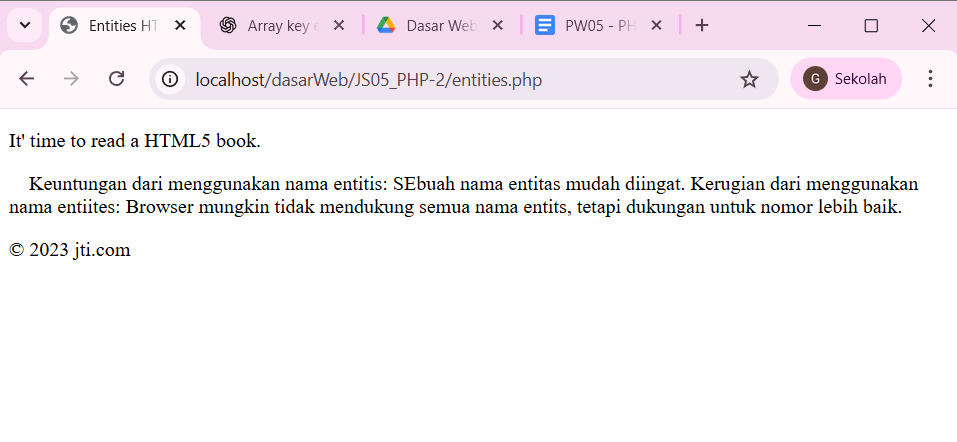 Entities HT
Array key e
Dasar Web
PW05 - PH
localhost/dasarWeb/JS05_PHP-2/entities.php
G
Sekolah
It' time to read a HTML5 book.
Keuntungan dari menggunakan nama entitis: SEbuah nama entitas mudah diingat. Kerugian dari menggunakan
nama entiites: Browser mungkin tidak mendukung semua nama entits, tetapi dukungan untuk nomor lebih baik.
© 2023 jti.com